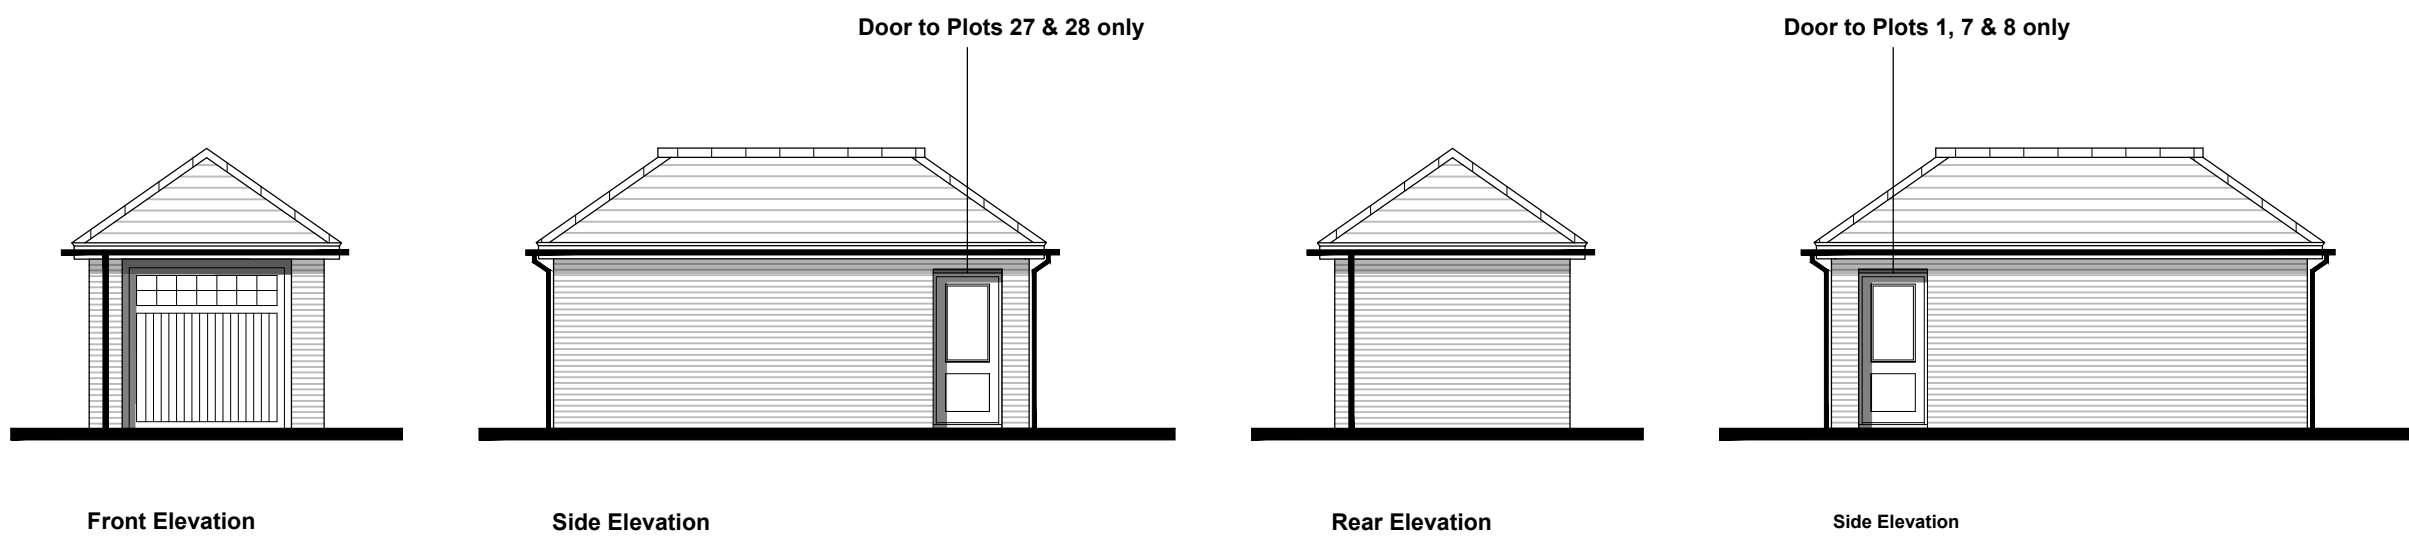 Door to Plots 27 & 28 only
Door to Plots 1, 7 & 8 only
Front Elevation
Side Elevation
Rear Elevation
Side Elevation